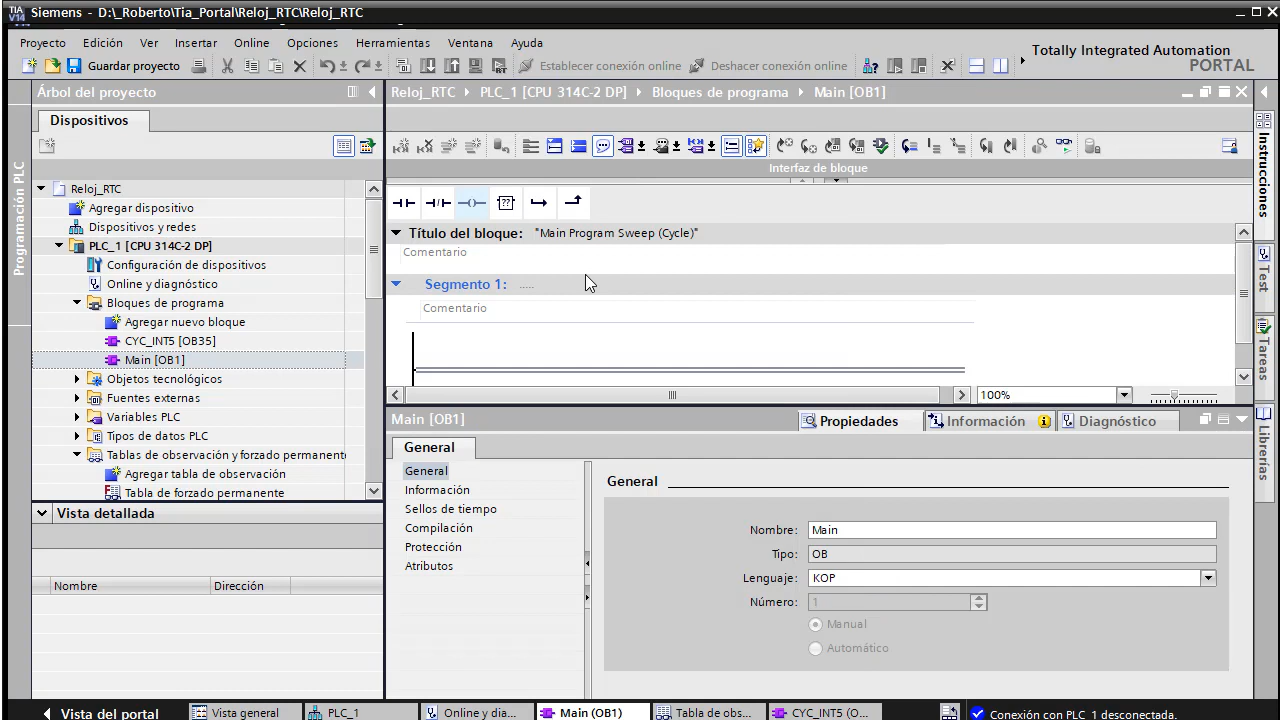 TIA V14 Siemens - D:\_Roberto\Tia_Portal\Reloj_RTC\Reloj_RTC
Proyecto Edición Ver Insertar Online Opciones Herramientas Ventana Ayuda
Guardar proyecto Establecer conexión online Deshacer conexión online
Totally Integrated Automation
PORTAL
Árbol del proyecto
Dispositivos
Programación PLC
Reloj_RTC
Agregar dispositivo
Dispositivos y redes
PLC_1 [CPU 314C-2 DP]
Configuración de dispositivos
Online y diagnóstico
Bloques de programa
Agregar nuevo bloque
CYC_INT5 [OB35]
Main [OB1]
Objetos tecnológicos
Fuentes externas
Variables PLC
Tipos de datos PLC
Tablas de observación y forzado permanent
Agregar tabla de observación
Tabla de forzado permanente
Vista detallada
Nombre Dirección
Reloj_RTC PLC_1 [CPU 314C-2 DP] Bloques de programa Main [OB1]
Interfaz de bloque
??
Título del bloque: "Main Program Sweep (Cycle)"
Comentario
Segmento 1: .....
Comentario
100%
Main [OB1] Propiedades Información Diagnóstico
General
General
Información
Sellos de tiempo
Compilación
Protección
Atributos
General
Nombre: Main
Tipo: OB
Lenguaje: KOP
Número: 1
Manual
Automático
Instrucciones
Test
Tareas
Librerías
Vista del portal Vista general PLC_1 Online y dia... Main (OB1) Tabla de obs... CYC_INT5 (O... Conexión con PLC_1 desconectada.